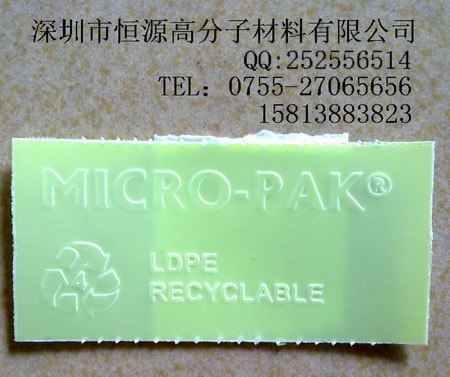 深圳市恒源高分子材料有限公司
QQ:252556514
TEL：0755-27065656
15813883823
MICRO-PAK®
4
LDPE
RECYCLABLE